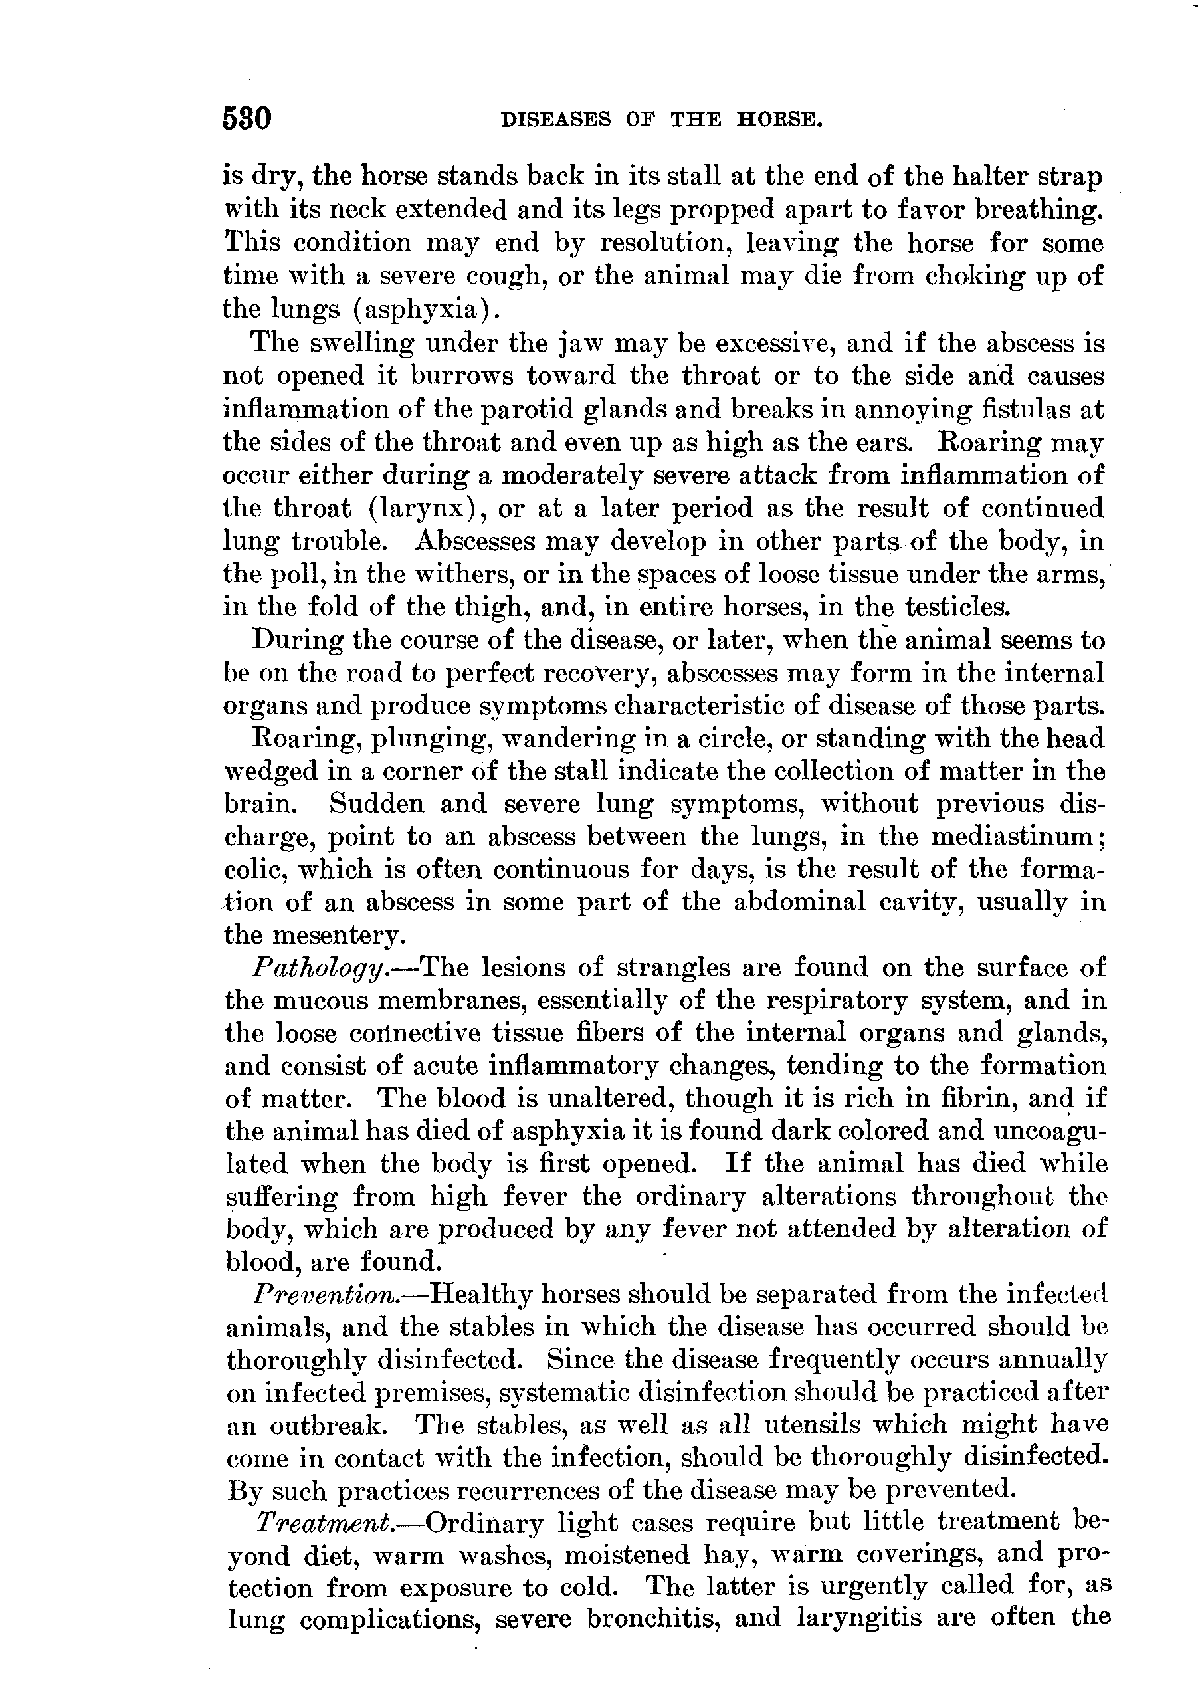 530 DISEASES OF THE HORSE.
is dry, the horse stands back in its stall at the end of the halter strap
with its neck extended and its legs propped apart to favor breathing.
This condition may end by resolution, leaving the horse for some
time with a severe cough, or the animal may die from choking up of
the lungs (asphyxia).
The swelling under the jaw may be excessive, and if the abscess is
not opened it burrows toward the throat or to the side and causes
inflammation of the parotid glands and breaks in annoying fistulas at
the sides of the throat and even up as high as the ears. Roaring may
occur either during a moderately severe attack from inflammation of
the throat (larynx), or at a later period as the result of continued
lung trouble. Abscesses may develop in other parts of the body, in
the poll, in the withers, or in the spaces of loose tissue under the arms,
in the fold of the thigh, and, in entire horses, in the testicles.
During the course of the disease, or later, when the animal seems to
be on the road to perfect recovery, abscesses may form in the internal
organs and produce symptoms characteristic of disease of those parts.
Roaring, plunging, wandering in a circle, or standing with the head
wedged in a corner of the stall indicate the collection of matter in the
brain. Sudden and severe lung symptoms, without previous dis-
charge, point to an abscess between the lungs, in the mediastinum;
colic, which is often continuous for days, is the result of the forma-
tion of an abscess in some part of the abdominal cavity, usually in
the mesentery.
Pathology.—The lesions of strangles are found on the surface of
the mucous membranes, essentially of the respiratory system, and in
the loose connective tissue fibers of the internal organs and glands,
and consist of acute inflammatory changes, tending to the formation
of matter. The blood is unaltered, though it is rich in fibrin, and if
the animal has died of asphyxia it is found dark colored and uncoagu-
lated when the body is first opened. If the animal has died while
suffering from high fever the ordinary alterations throughout the
body, which are produced by any fever not attended by alteration of
blood, are found.
Prevention.—Healthy horses should be separated from the infected
animals, and the stables in which the disease has occurred should be
thoroughly disinfected. Since the disease frequently occurs annually
on infected premises, systematic disinfection should be practiced after
an outbreak. The stables, as well as all utensils which might have
come in contact with the infection, should be thoroughly disinfected.
By such practices recurrences of the disease may be prevented.
Treatment.—Ordinary light cases require but little treatment be-
yond diet, warm washes, moistened hay, warm coverings, and pro-
tection from exposure to cold. The latter is urgently called for, as
lung complications, severe bronchitis, and laryngitis are often the